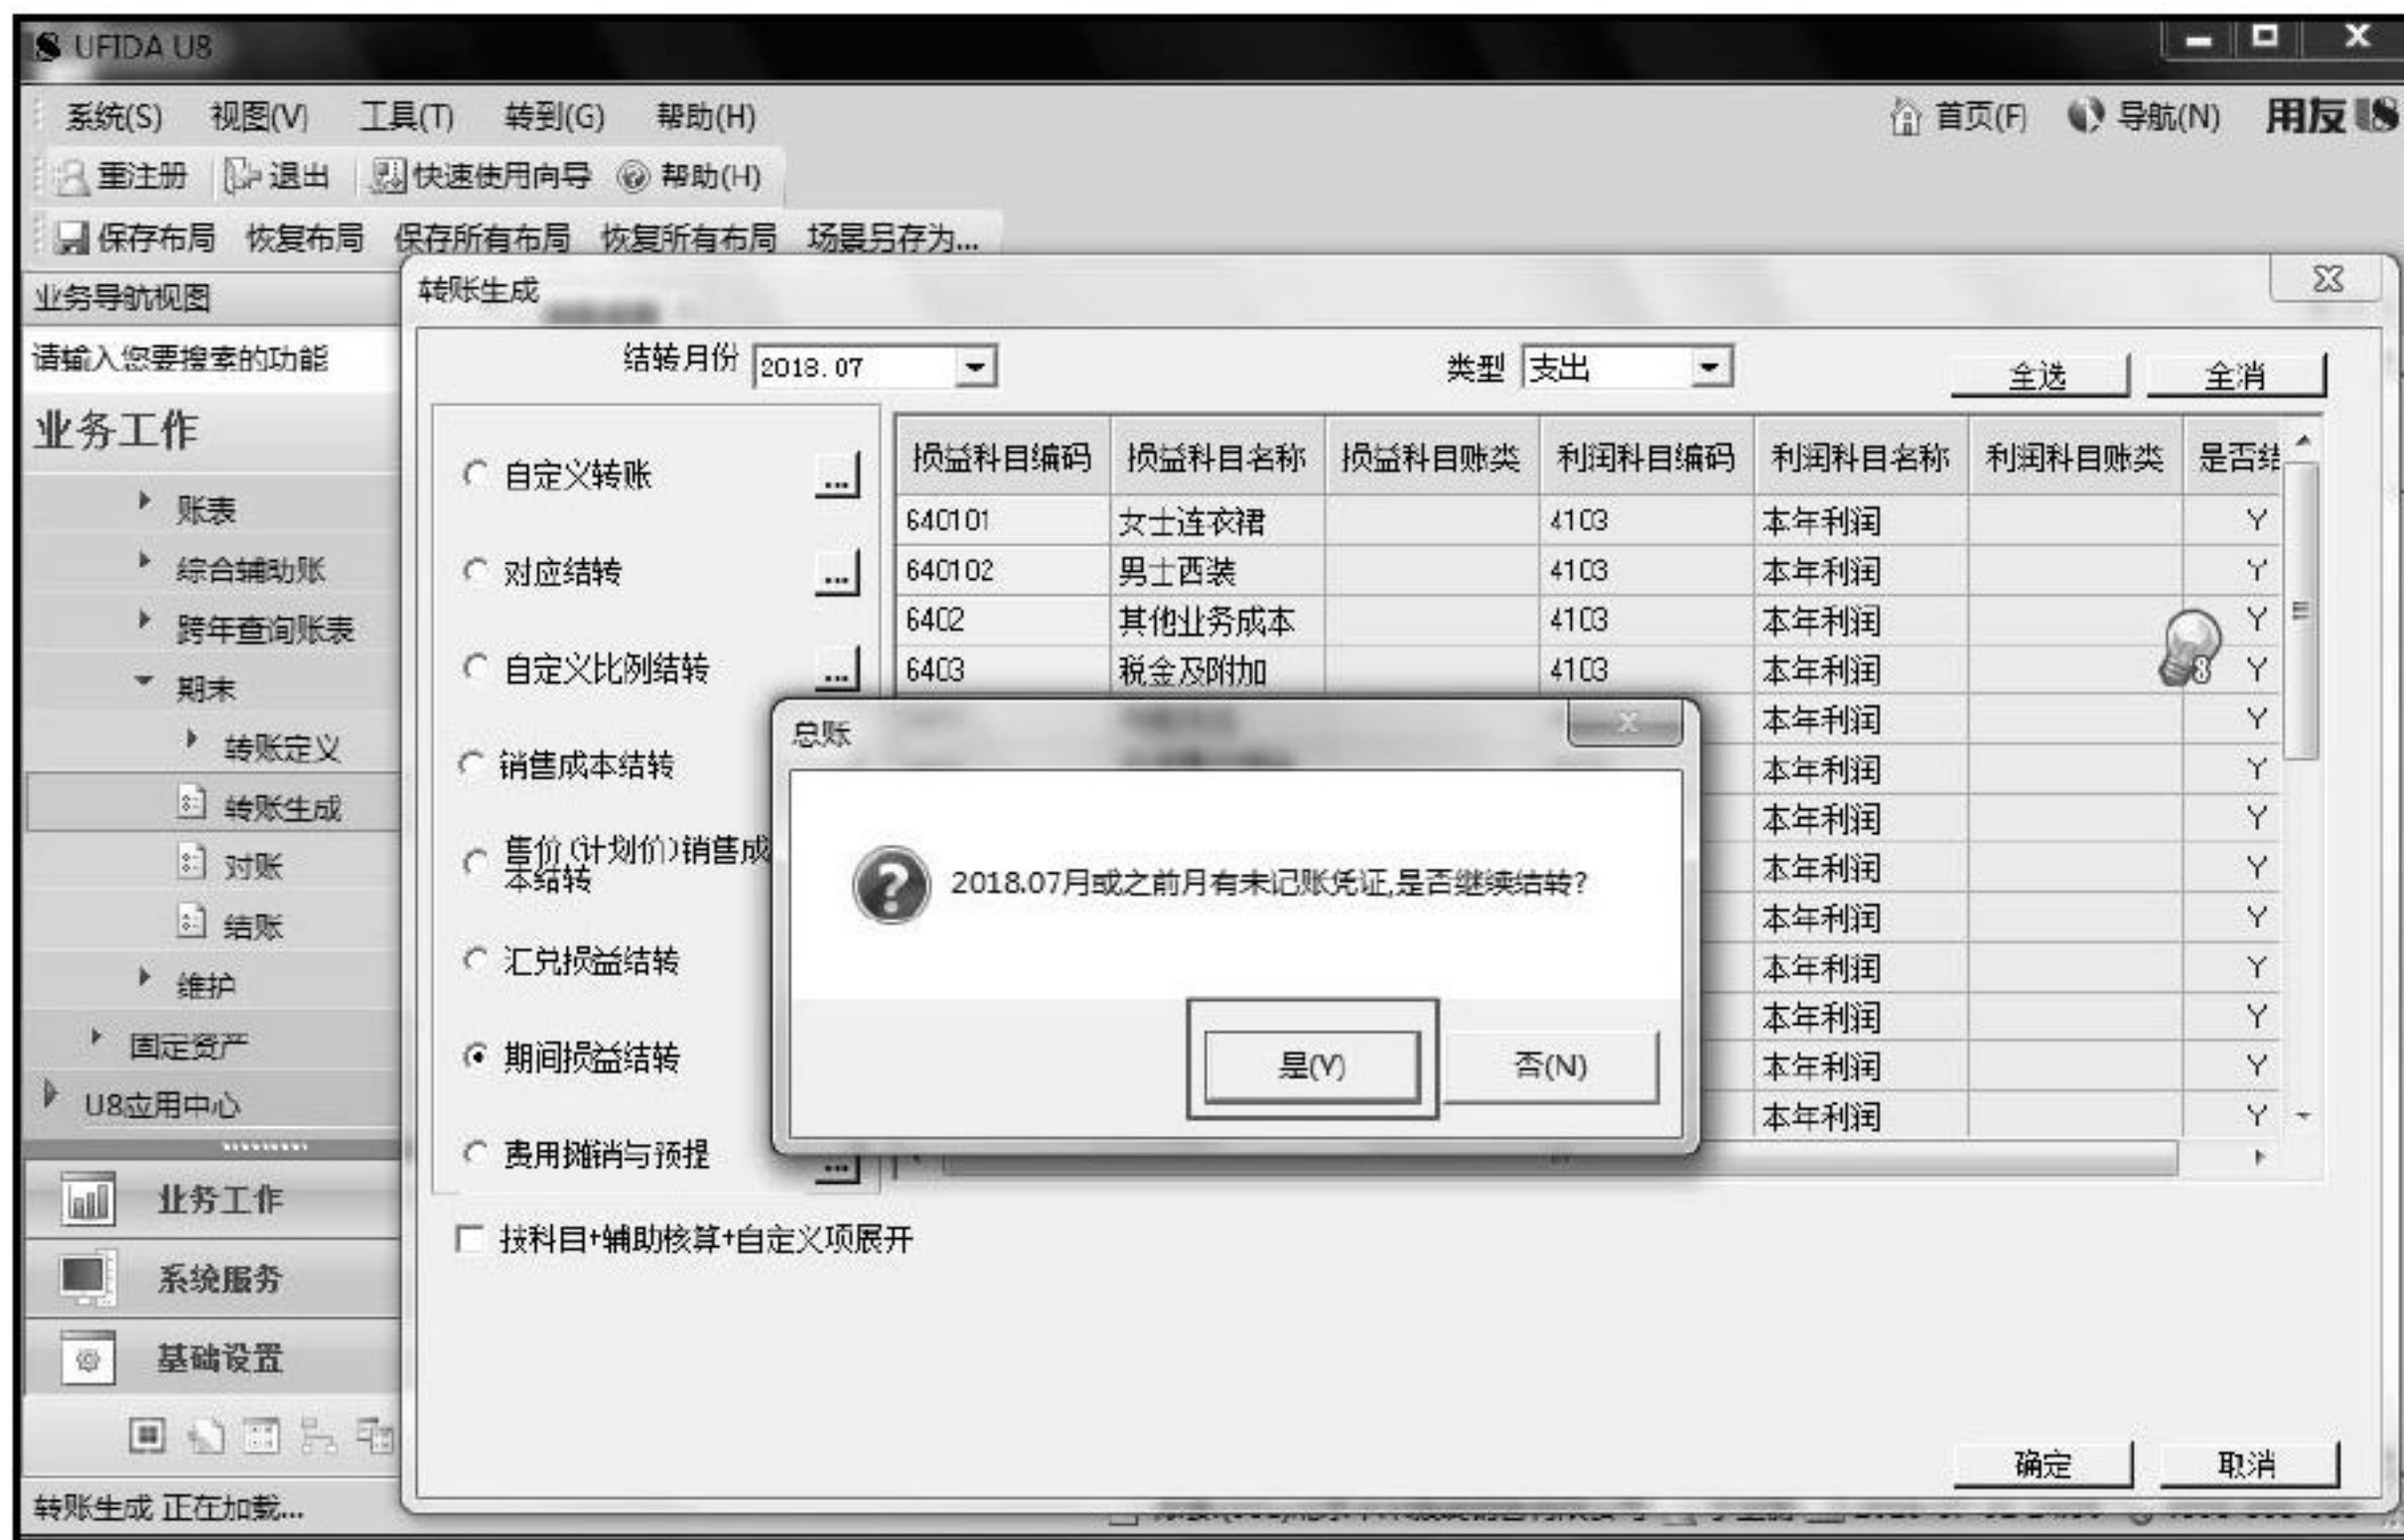 UFIDA U8
系统(S) 视图(V) 工具(T) 转到(G) 帮助(H) 首页(F) 导航(N) 用友U8
重注册 退出 快速使用向导 帮助(H)
保存布局 恢复布局 保存所有布局 恢复所有布局 场景另存为...
业务导航视图
请输入您要搜索的功能
业务工作
账表
综合辅助账
跨年查询账表
期末
转账定义
转账生成
对账
结账
维护
固定资产
U8应用中心
业务工作
系统服务
基础设置
转账生成 正在加载...
转账生成
结转月份 2018.07 类型 支出 全选 全消
自定义转账 ...
对应结转 ...
自定义比例结转 ...
销售成本结转
售价(计划价)销售成
本结转
汇兑损益结转
期间损益结转
费用摊销与预提 ...
按科目+辅助核算+自定义项展开
损益科目编码 损益科目名称 损益科目账类 利润科目编码 利润科目名称 利润科目账类 是否结
640101 女士连衣裙 4103 本年利润 Y
640102 男士西装 4103 本年利润 Y
6402 其他业务成本 4103 本年利润 Y
6403 税金及附加 4103 本年利润 Y
本年利润 Y
本年利润 Y
本年利润 Y
本年利润 Y
本年利润 Y
本年利润 Y
本年利润 Y
本年利润 Y
本年利润 Y
总账
2018.07月或之前月有未记账凭证,是否继续结转?
是(Y) 否(N)
确定 取消